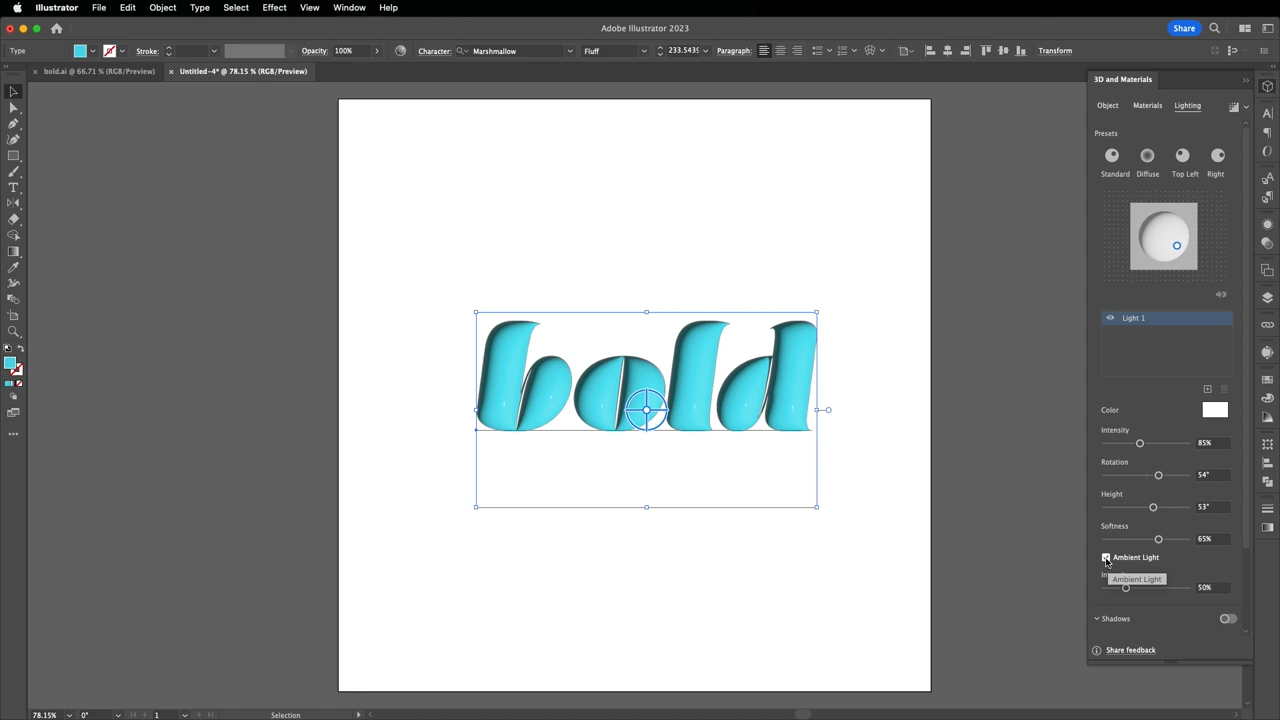 Illustrator File Edit Object Type Select Effect View Window Help
Adobe Illustrator 2023
Share
Type Stroke: Opacity: 100% Character: Marshmallow Fluff 233.543 Paragraph: Transform
× bold.ai @ 66.71 % (RGB/Preview) × Untitled-4* @ 78.15 % (RGB/Preview)
3D and Materials
Object Materials Lighting
Presets
Standard Diffuse Top Left Right
Light 1
Color
Intensity
85%
Rotation
54°
Height
53°
Softness
65%
Ambient Light
Ambient Light
50%
Shadows
Share feedback
bold
78.15% 0° 1 Selection